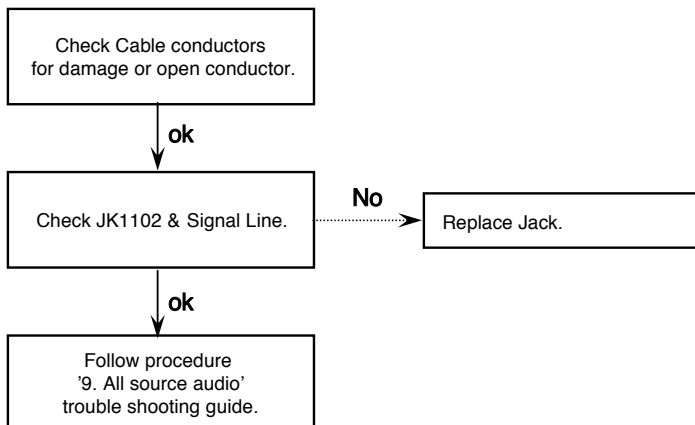 Check Cable conductors
for damage or open conductor.
ok
Check JK1102 & Signal Line.
No
Replace Jack.
ok
Follow procedure
'9. All source audio'
trouble shooting guide.